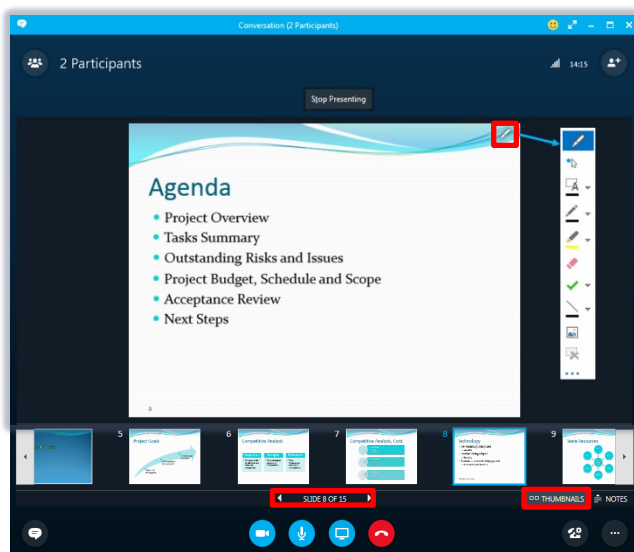 Conversation (2 Participants)
2 Participants
14:15
Stop Presenting
Agenda
• Project Overview
• Tasks Summary
• Outstanding Risks and Issues
• Project Budget, Schedule and Scope
• Acceptance Review
• Next Steps
A
5 6 7 8 9
Project Goals
Competitive Analysis
Competitive Analysis, Cont.
Technology
Team Resources
SLIDE 8 OF 15
THUMBNAILS
NOTES